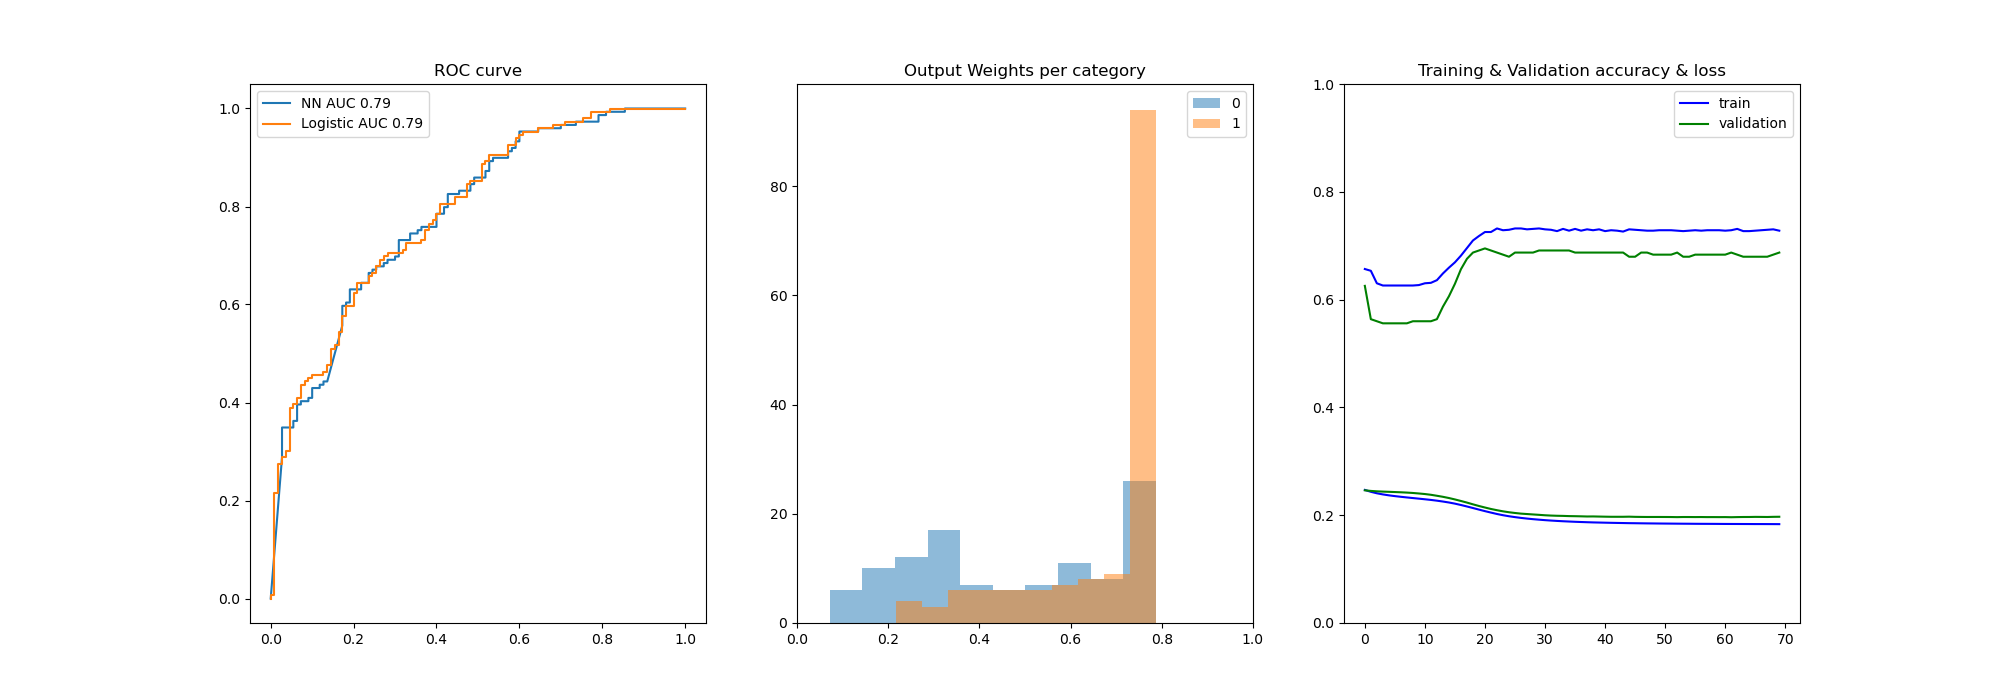 ROC curve
NN AUC 0.79
Logistic AUC 0.79
1.0
0.8
0.6
0.4
0.2
0.0
0.0 0.2 0.4 0.6 0.8 1.0
Output Weights per category
0
1
80
60
40
20
0
0.0 0.2 0.4 0.6 0.8 1.0
Training & Validation accuracy & loss
train
validation
1.0
0.8
0.6
0.4
0.2
0.0
0 10 20 30 40 50 60 70